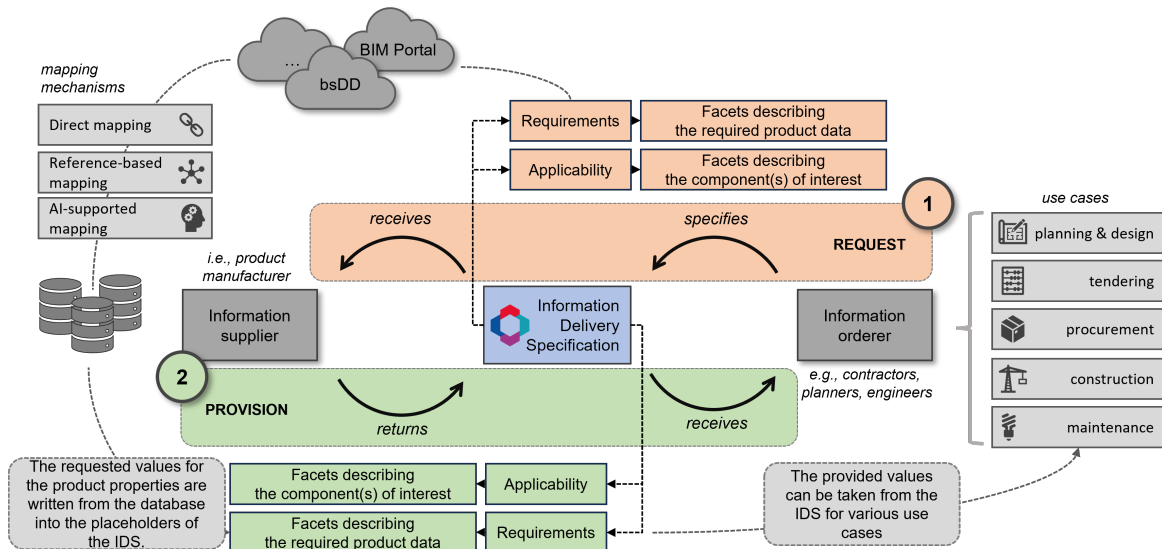 mapping
mechanisms
Direct mapping
Reference-based
mapping
AI-supported
mapping
...
BIM Portal
bsDD
Requirements
Facets describing
the required product data
Applicability
Facets describing
the component(s) of interest
receives
specifies
1
REQUEST
use cases
planning & design
tendering
procurement
construction
maintenance
i.e., product
manufacturer
Information
supplier
Information
Delivery
Specification
Information
orderer
e.g., contractors,
planners, engineers
2
PROVISION
returns
receives
The requested values for
the product properties are
written from the database
into the placeholders of
the IDS.
Facets describing
the component(s) of interest
Applicability
Facets describing
the required product data
Requirements
The provided values
can be taken from the
IDS for various use
cases